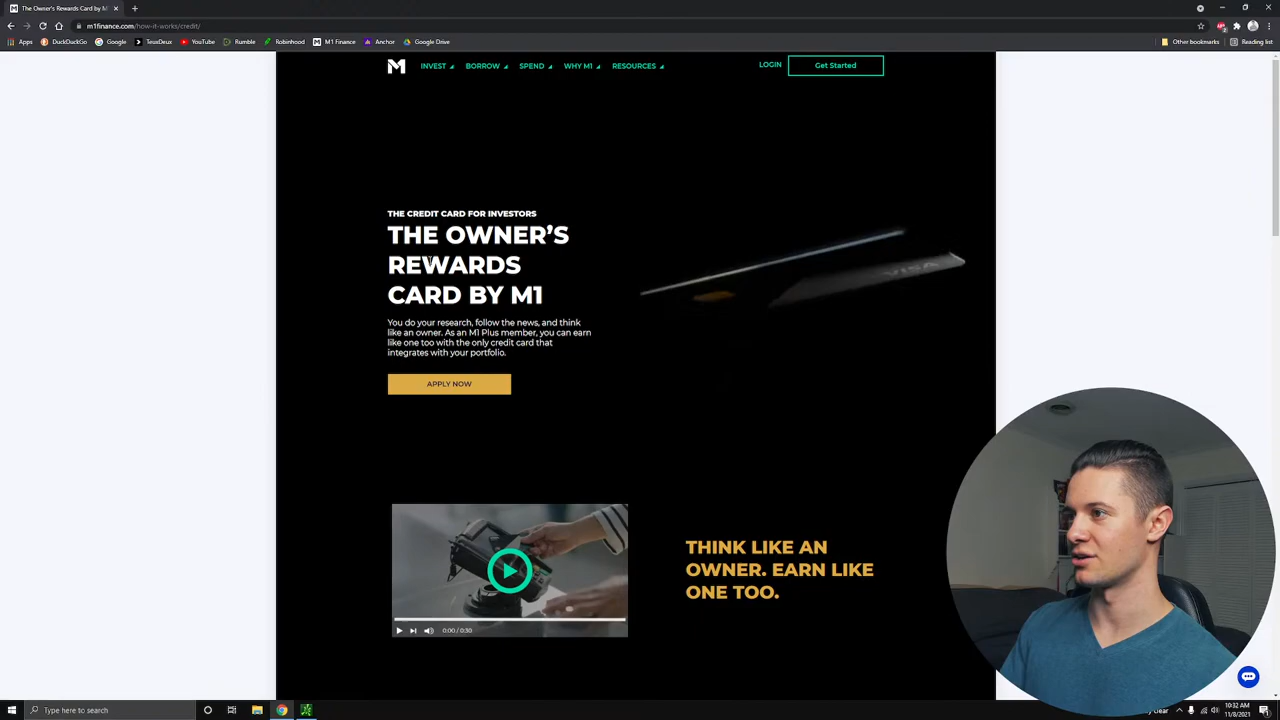 The Owner's Rewards Card by M
m1finance.com/how-it-works/credit/
Apps
DuckDuckGo
Google
TeuxDeux
YouTube
Rumble
Robinhood
M1 Finance
Anchor
Google Drive
Other bookmarks
Reading list
M1
INVEST
BORROW
SPEND
WHY M1
RESOURCES
LOGIN
Get Started
THE CREDIT CARD FOR INVESTORS
THE OWNER'S
REWARDS
CARD BY M1
You do your research, follow the news, and think
like an owner. As an M1 Plus member, you can earn
like one too with the only credit card that
integrates with your portfolio.
APPLY NOW
VISA
0:00 / 0:30
THINK LIKE AN
OWNER. EARN LIKE
ONE TOO.
Type here to search
clear
10:32 AM
11/8/2021